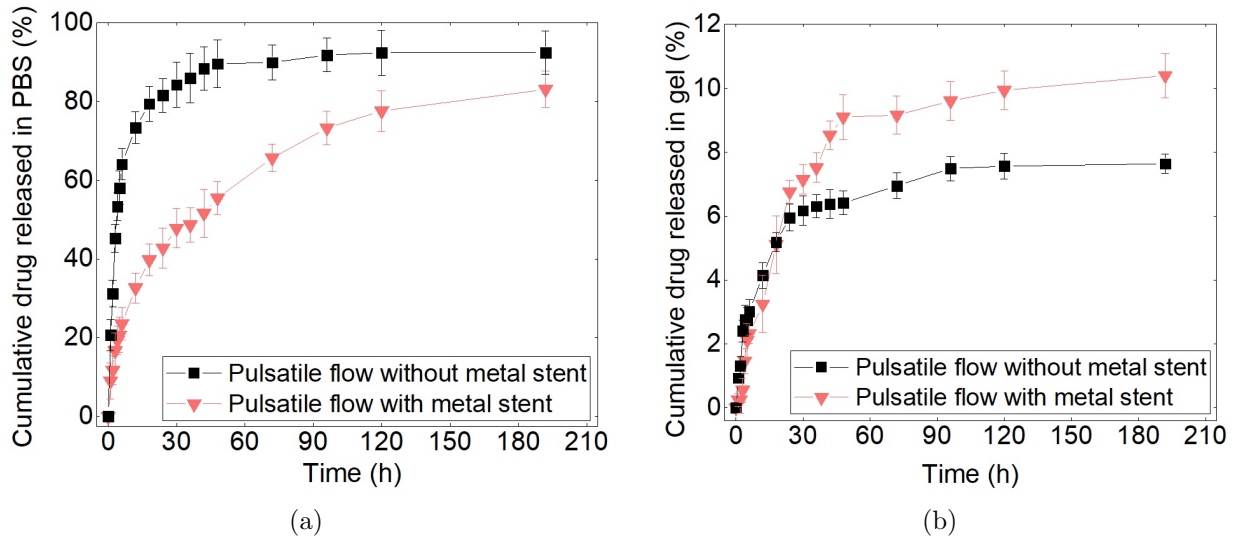 Cumulative drug released in PBS (%)
100
80
60
40
20
0
Pulsatile flow without metal stent
Pulsatile flow with metal stent
0 30 60 90 120 150 180 210
Time (h)
(a)
Cumulative drug released in gel (%)
12
10
8
6
4
2
0
Pulsatile flow without metal stent
Pulsatile flow with metal stent
0 30 60 90 120 150 180 210
Time (h)
(b)